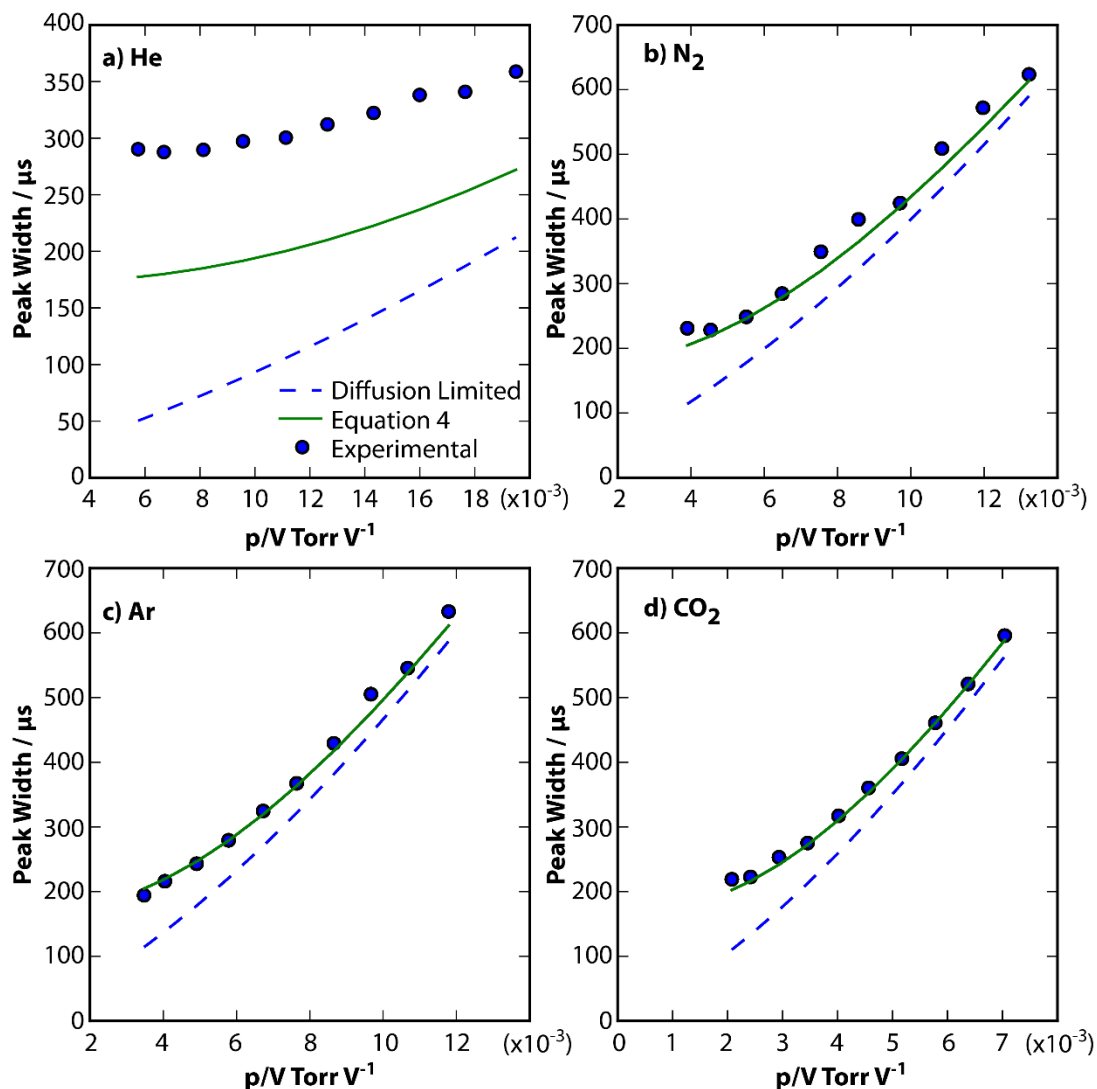 a) He
400
350
300
250
200
150
100
50
0
Peak Width / μs
Diffusion Limited
Equation 4
Experimental
4 6 8 10 12 14 16 18 (x10⁻³)
p/V Torr V⁻¹
b) N₂
700
600
500
400
300
200
100
0
Peak Width / μs
2 4 6 8 10 12 (x10⁻³)
p/V Torr V⁻¹
c) Ar
700
600
500
400
300
200
100
0
Peak Width / μs
2 4 6 8 10 12 (x10⁻³)
p/V Torr V⁻¹
d) CO₂
700
600
500
400
300
200
100
0
Peak Width / μs
0 1 2 3 4 5 6 7 (x10⁻³)
p/V Torr V⁻¹